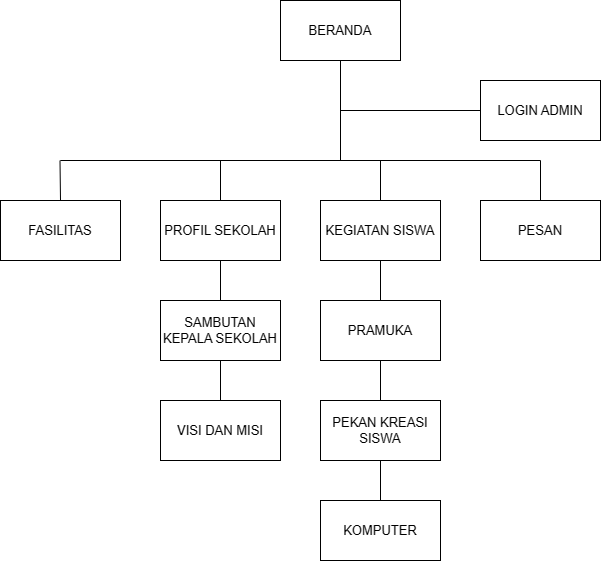 BERANDA
LOGIN ADMIN
FASILITAS
PROFIL SEKOLAH
KEGIATAN SISWA
PESAN
SAMBUTAN
KEPALA SEKOLAH
PRAMUKA
VISI DAN MISI
PEKAN KREASI
SISWA
KOMPUTER